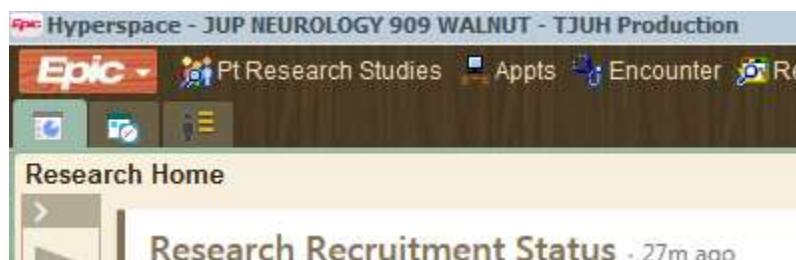 Epic Hyperspace - JUP NEUROLOGY 909 WALNUT - TJUH Production
Epic Pt Research Studies Appts Encounter Re
Research Home
Research Recruitment Status - 27m ago